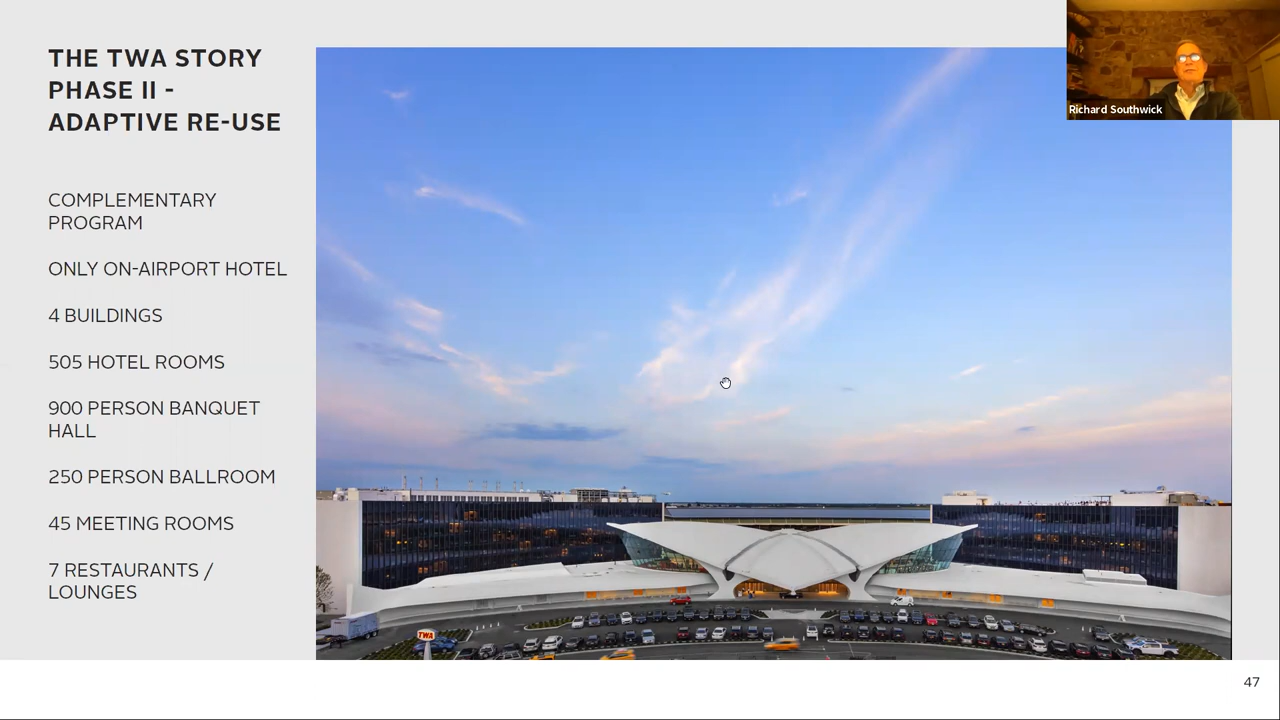 THE TWA STORY
PHASE II -
ADAPTIVE RE-USE
COMPLEMENTARY
PROGRAM
ONLY ON-AIRPORT HOTEL
4 BUILDINGS
505 HOTEL ROOMS
900 PERSON BANQUET
HALL
250 PERSON BALLROOM
45 MEETING ROOMS
7 RESTAURANTS /
LOUNGES
Richard Southwick
TWA
47